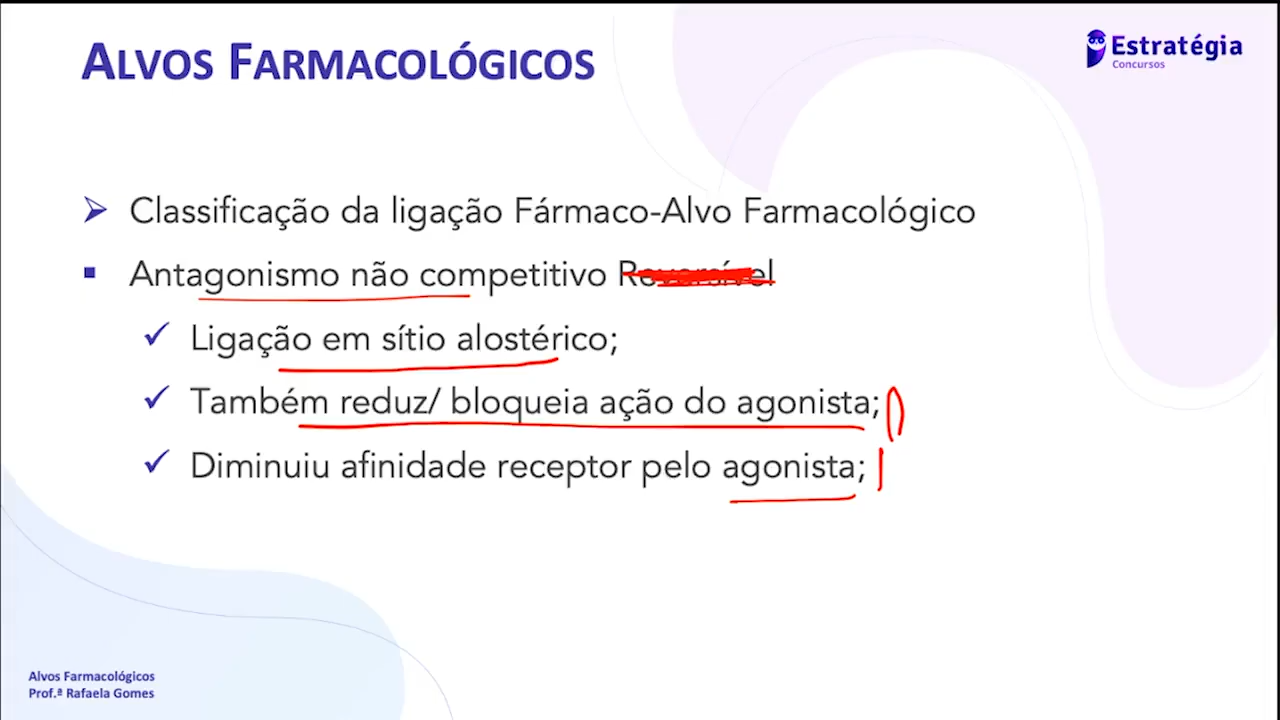 ALVOS FARMACOLÓGICOS
Estratégia
Concursos
Classificação da ligação Fármaco-Alvo Farmacológico
Antagonismo não competitivo Reversível
Ligação em sítio alostérico;
Também reduz/ bloqueia ação do agonista;
Diminuiu afinidade receptor pelo agonista;
Alvos Farmacológicos
Prof.ª Rafaela Gomes